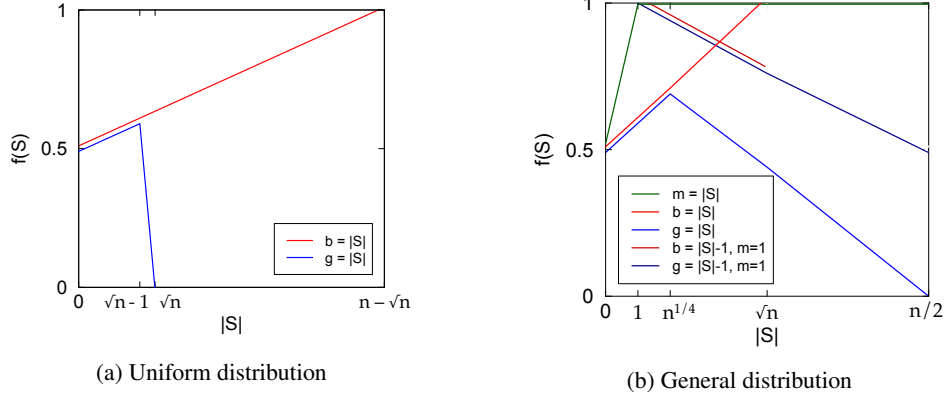 1
f(S)
0.5
b = |S|
g = |S|
0
0
√n - 1
√n
n − √n
|S|
(a) Uniform distribution
1
f(S)
0.5
m = |S|
b = |S|
g = |S|
b = |S|-1, m=1
g = |S|-1, m=1
0
0
1
n^{1/4}
√n
n/2
|S|
(b) General distribution